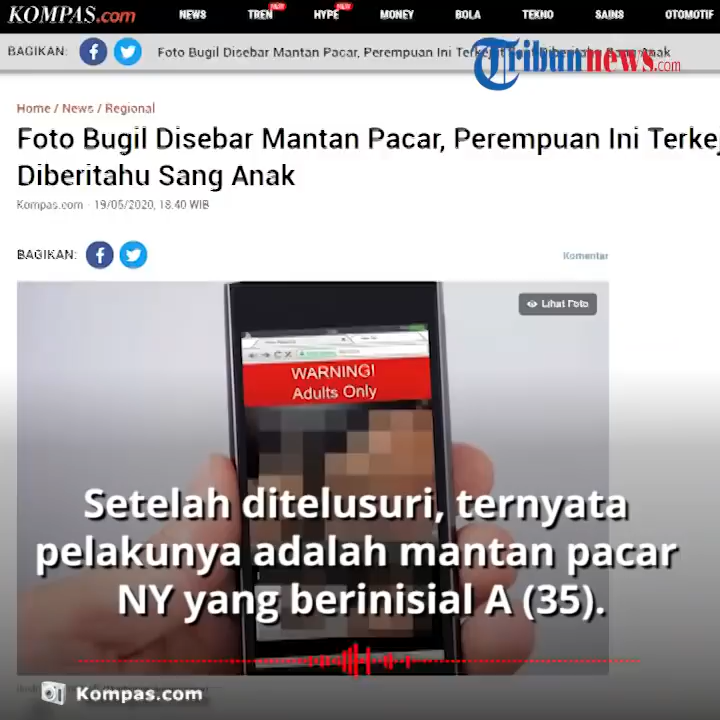 KOMPAS.com NEWS TREN NEW HYPE NEW MONEY BOLA TEKNO SAINS OTOMOTIF
BAGIKAN: Foto Bugil Disebar Mantan Pacar, Perempuan Ini
Tribunnews.com
Home / News / Regional
Foto Bugil Disebar Mantan Pacar, Perempuan Ini Terke
Diberitahu Sang Anak
Kompas.com - 19/05/2020, 18:40 WIB
BAGIKAN:
Komentar
Lihat Foto
WARNING!
Adults Only
Setelah ditelusuri, ternyata
pelakunya adalah mantan pacar
NY yang berinisial A (35).
Kompas.com